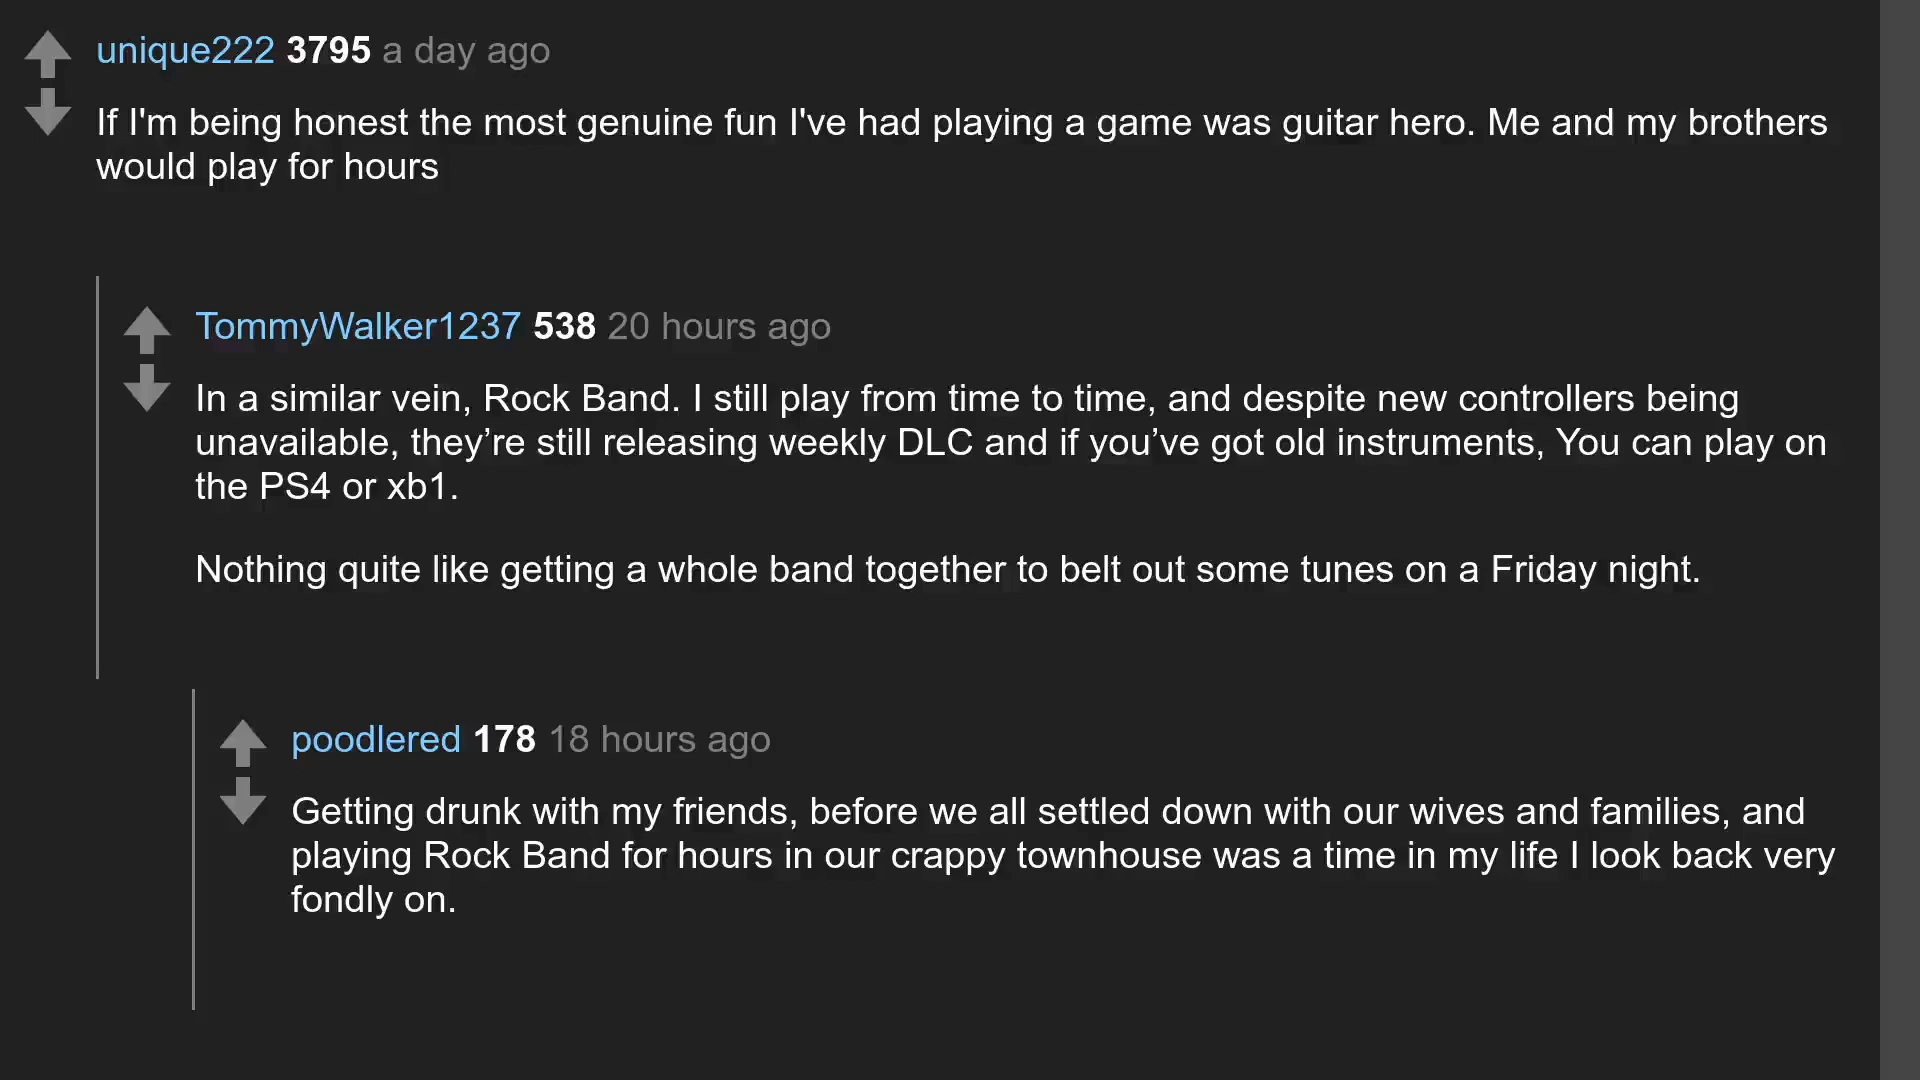 unique222 3795 a day ago
If I'm being honest the most genuine fun I've had playing a game was guitar hero. Me and my brothers
would play for hours
TommyWalker1237 538 20 hours ago
In a similar vein, Rock Band. I still play from time to time, and despite new controllers being
unavailable, they’re still releasing weekly DLC and if you’ve got old instruments, You can play on
the PS4 or xb1.
Nothing quite like getting a whole band together to belt out some tunes on a Friday night.
poodlered 178 18 hours ago
Getting drunk with my friends, before we all settled down with our wives and families, and
playing Rock Band for hours in our crappy townhouse was a time in my life I look back very
fondly on.